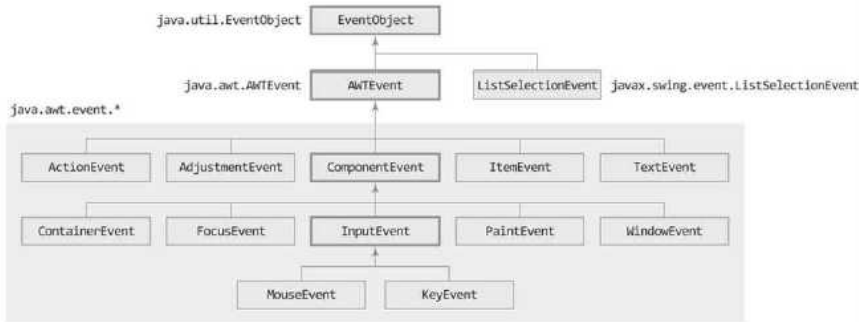 java.util.EventObject EventObject
java.awt.AWTEvent AWTEvent ListSelectionEvent javax.swing.event.ListSelectionEvent
java.awt.event.*
ActionEvent AdjustmentEvent ComponentEvent ItemEvent TextEvent
ContainerEvent FocusEvent InputEvent PaintEvent WindowEvent
MouseEvent KeyEvent